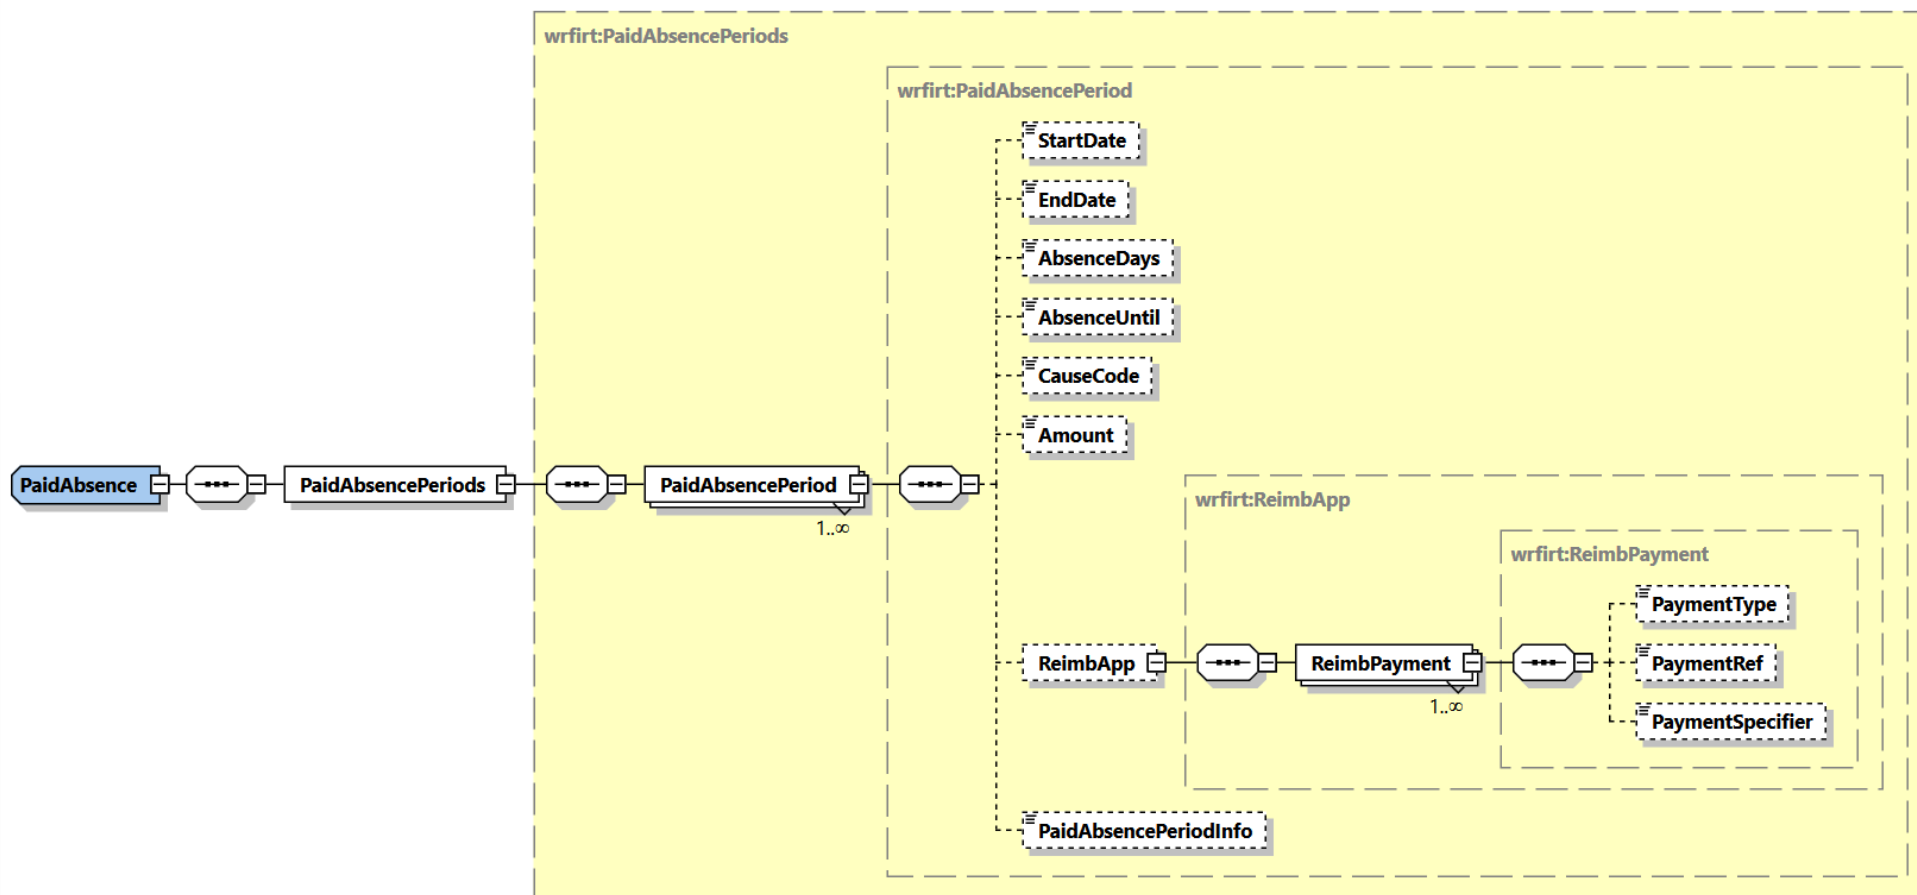 wrfirt:PaidAbsencePeriods
wrfirt:PaidAbsencePeriod
StartDate
EndDate
AbsenceDays
AbsenceUntil
CauseCode
Amount
PaidAbsence
PaidAbsencePeriods
PaidAbsencePeriod
1..∞
wrfirt:ReimbApp
wrfirt:ReimbPayment
PaymentType
ReimbApp
ReimbPayment
1..∞
PaymentRef
PaymentSpecifier
PaidAbsencePeriodInfo